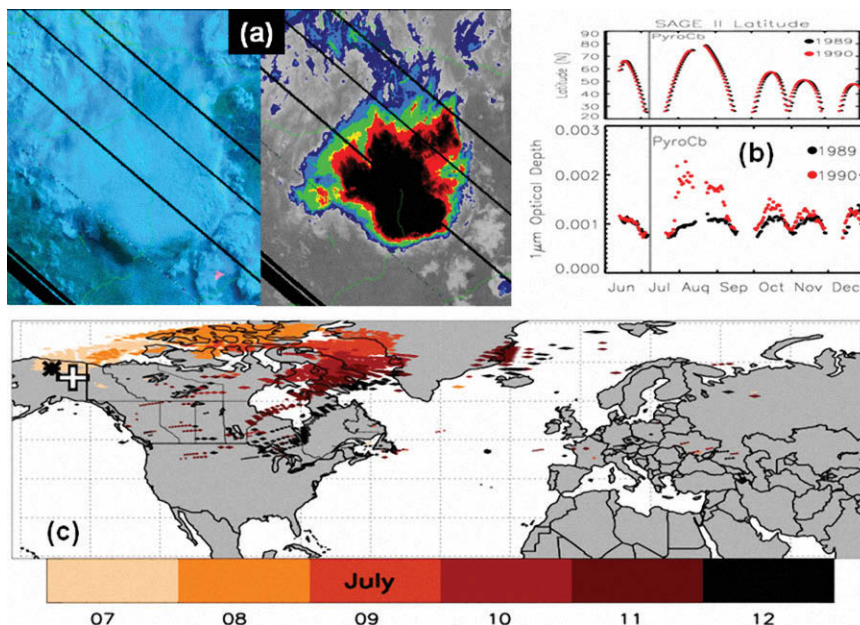 (a)
SAGE II Latitude
Latitude (N)
90
80
70
60
50
40
30
20
PyroCb
1989
1990
1μm Optical Depth
0.003
0.002
0.001
0.000
PyroCb
(b)
1989
1990
Jun Jul Aug Sep Oct Nov Dec
(c)
July
07 08 09 10 11 12